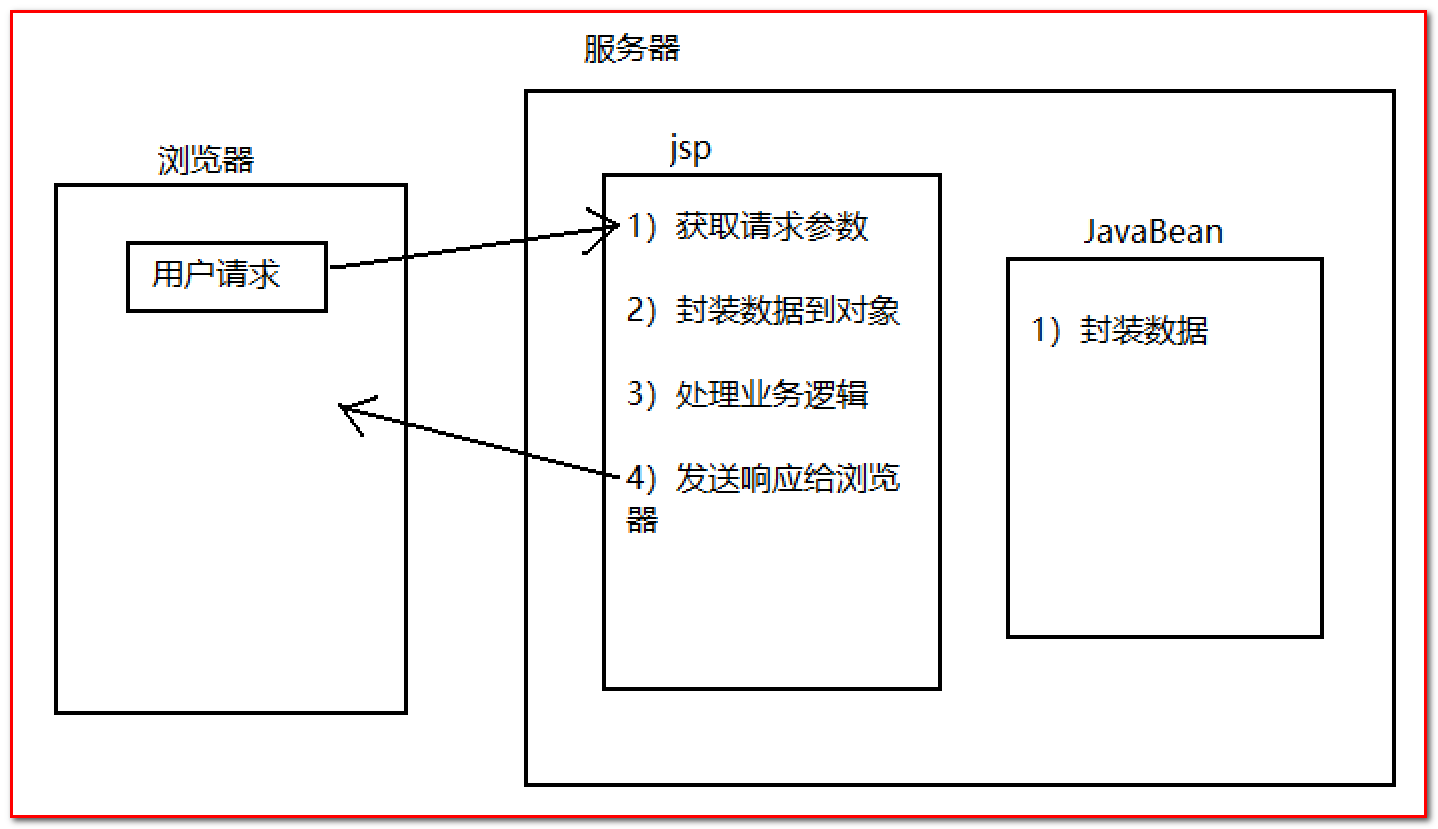 服务器
浏览器
用户请求
jsp
1）获取请求参数
2）封装数据到对象
3）处理业务逻辑
4）发送响应给浏览
器
JavaBean
1）封装数据